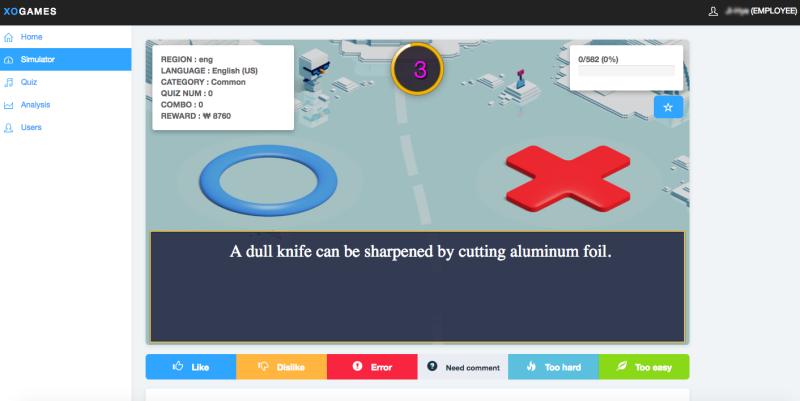 XOGAMES
(EMPLOYEE)
Home
Simulator
Quiz
Analysis
Users
REGION : eng
LANGUAGE : English (US)
CATEGORY : Common
QUIZ NUM : 0
COMBO : 0
REWARD : ₩ 8760
3
0/582 (0%)
A dull knife can be sharpened by cutting aluminum foil.
Like
Dislike
Error
Need comment
Too hard
Too easy